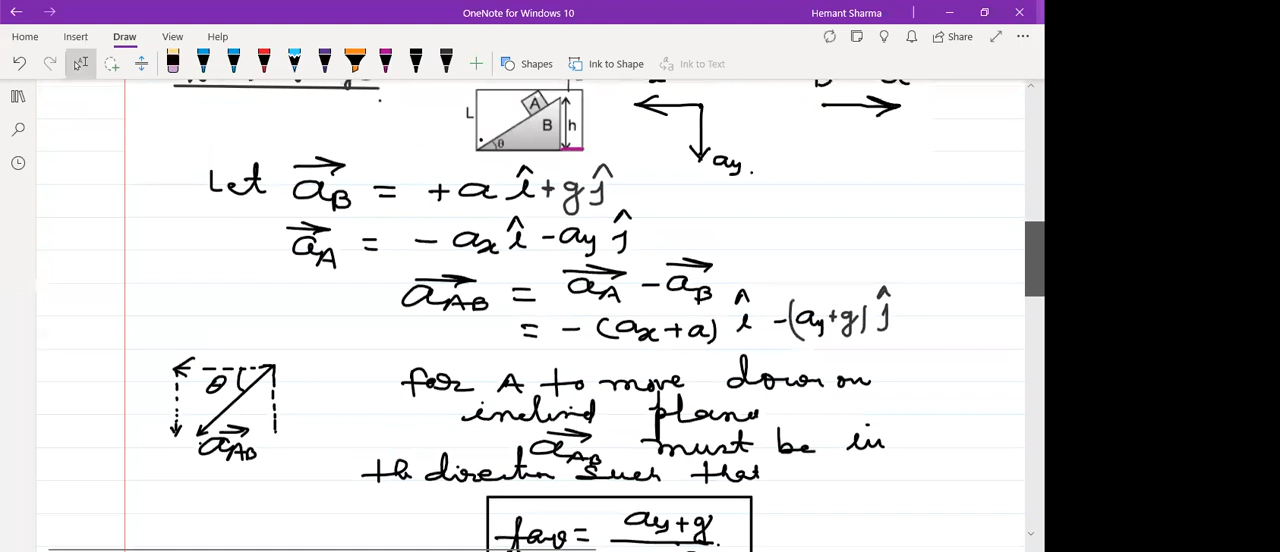 OneNote for Windows 10
Hemant Sharma
Home Insert Draw View Help
Share
Shapes Ink to Shape Ink to Text
L A B h θ
ay.
Let aB = + a î + g ĵ
aA = - ax î - ay ĵ
aAB = aA - aB
= - (ax + a) î - (ay + g) ĵ
θ
aAB
for A to move down on
inclind plane
aAB must be in
th direction such that
tanθ = ay + g